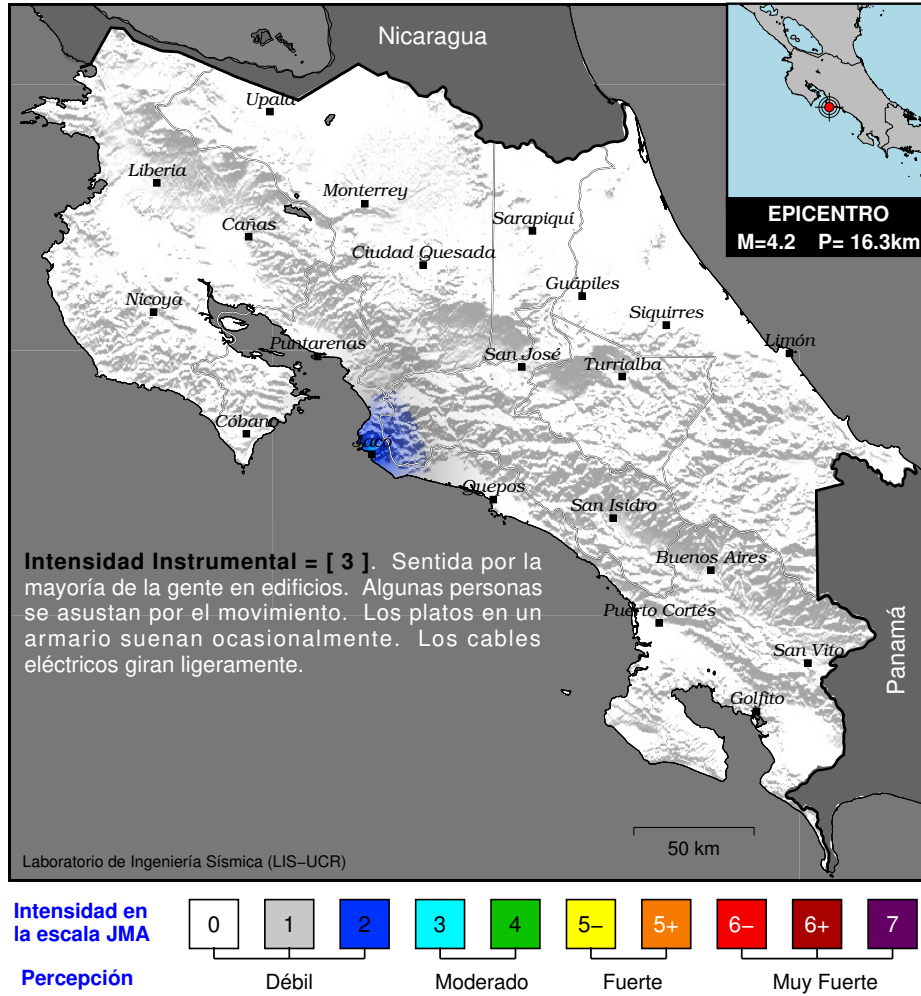 Nicaragua
Upala
Liberia
Monterrey
Cañas
Sarapiquí
EPICENTRO
M=4.2 P= 16.3km
Ciudad Quesada
Guápiles
Nicoya
Siquirres
Puntarenas
San José
Limón
Turrialba
Cóbano
Jacó
Quepos
San Isidro
Intensidad Instrumental = [ 3 ]. Sentida por la
mayoría de la gente en edificios. Algunas personas
se asustan por el movimiento. Los platos en un
armario suenan ocasionalmente. Los cables
eléctricos giran ligeramente.
Buenos Aires
Puerto Cortés
San Vito
Panamá
Golfito
50 km
Laboratorio de Ingeniería Sísmica (LIS−UCR)
Intensidad en
la escala JMA
0 1 2 3 4 5− 5+ 6− 6+ 7
Percepción
Débil Moderado Fuerte Muy Fuerte